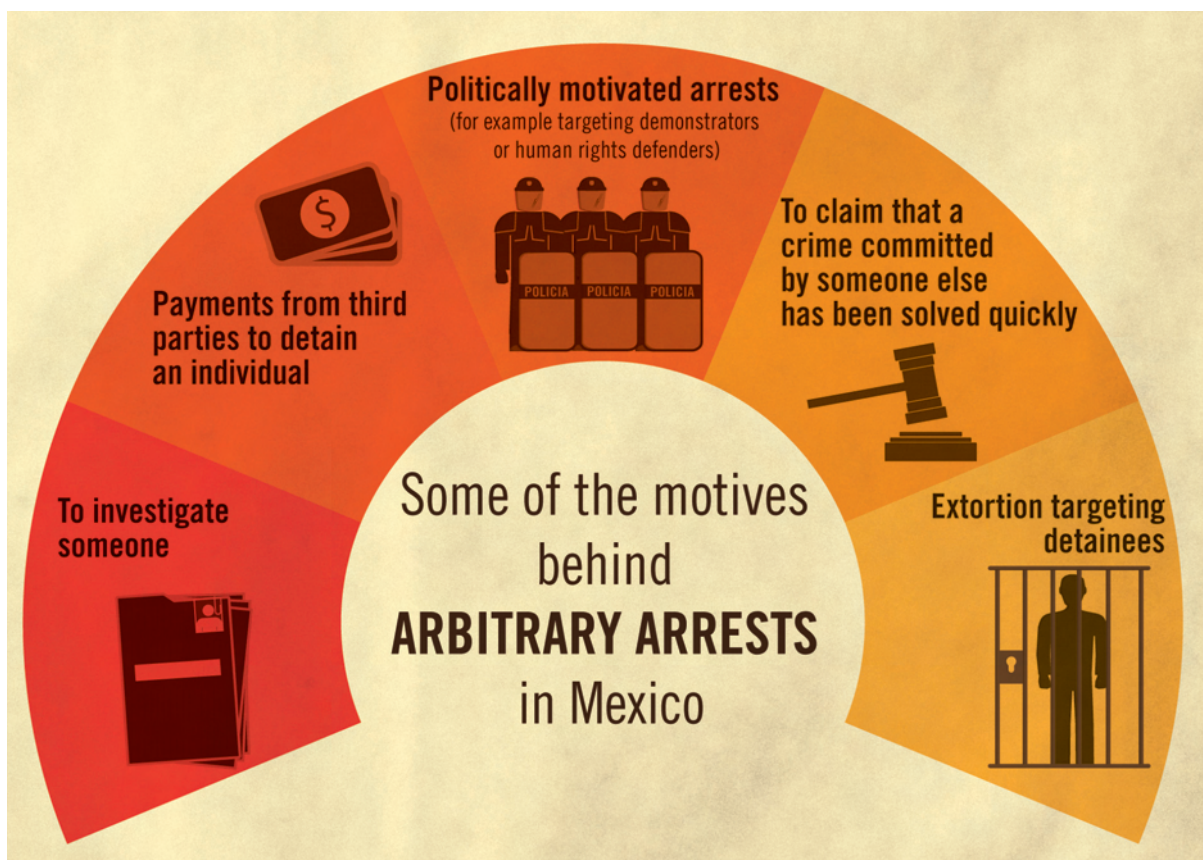 To investigate
someone
Payments from third
parties to detain
an individual
$
Politically motivated arrests
(for example targeting demonstrators
or human rights defenders)
POLICIA POLICIA POLICIA
To claim that a
crime committed
by someone else
has been solved quickly
Extortion targeting
detainees
Some of the motives
behind
ARBITRARY ARRESTS
in Mexico